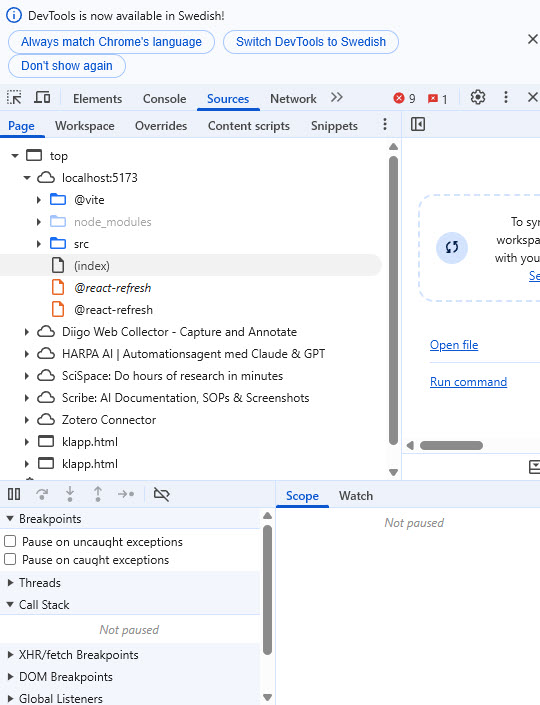 DevTools is now available in Swedish!
Always match Chrome's language
Switch DevTools to Swedish
Don't show again
Elements
Console
Sources
Network
9
1
Page
Workspace
Overrides
Content scripts
Snippets
top
localhost:5173
@vite
node_modules
src
(index)
@react-refresh
@react-refresh
Diigo Web Collector - Capture and Annotate
HARPA AI | Automationsagent med Claude & GPT
SciSpace: Do hours of research in minutes
Scribe: AI Documentation, SOPs & Screenshots
Zotero Connector
klapp.html
klapp.html
To syn
workspa
with you
Se
Open file
Run command
Breakpoints
Pause on uncaught exceptions
Pause on caught exceptions
Threads
Call Stack
Not paused
XHR/fetch Breakpoints
DOM Breakpoints
Global Listeners
Scope
Watch
Not paused